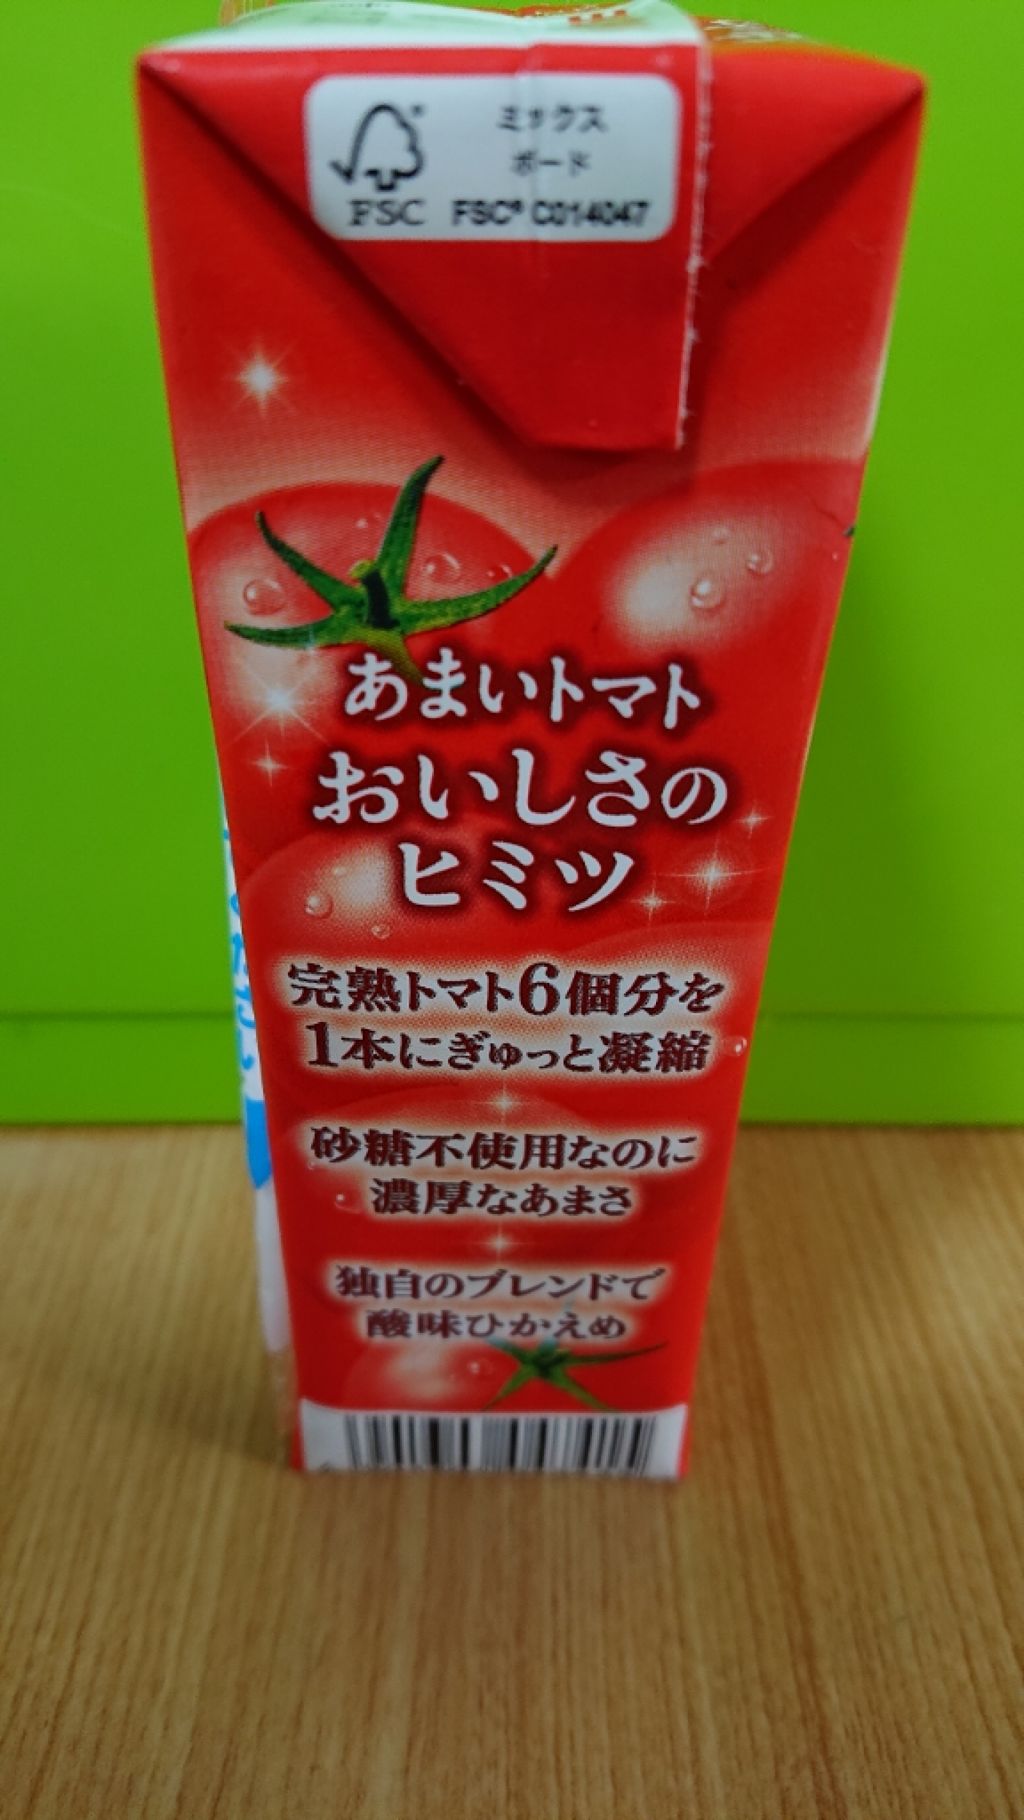 ミックス
ボード
FSC
FSC® C014047
あまいトマト
おいしさの
ヒミツ
完熟トマト6個分を
1本にぎゅっと凝縮
砂糖不使用なのに
濃厚なあまさ
独自のブレンドで
酸味ひかえめ